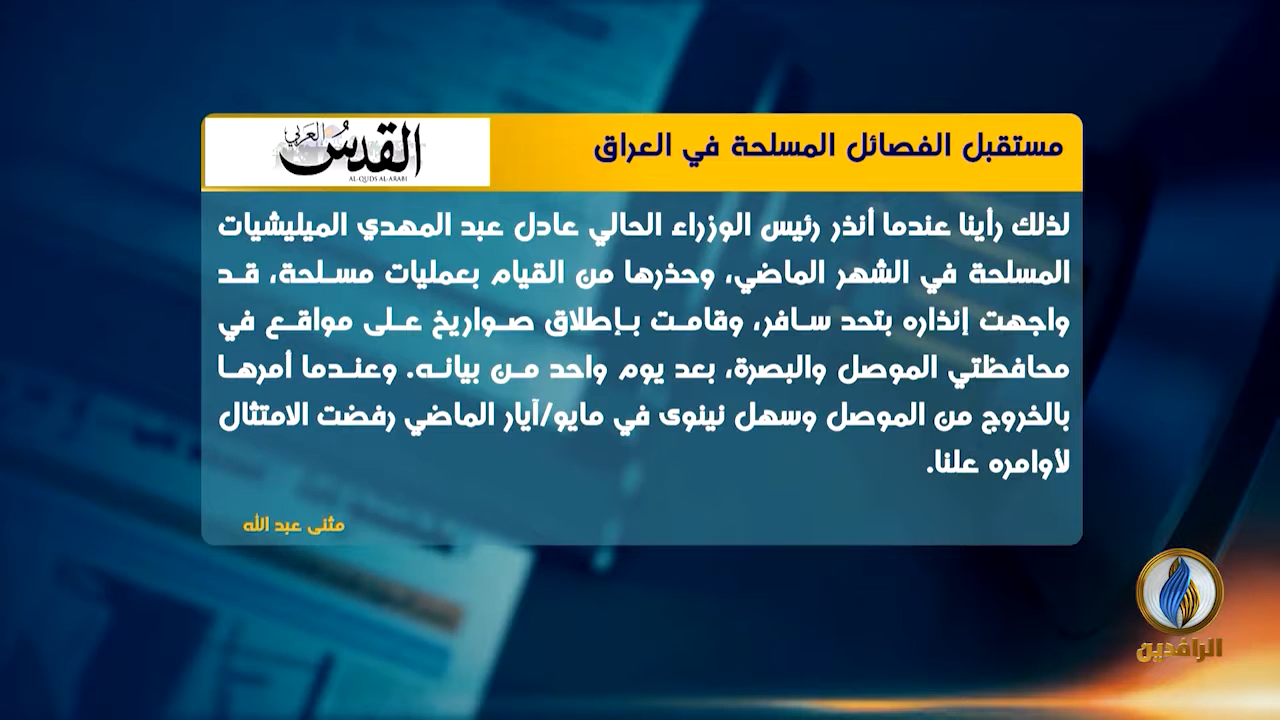 مستقبل الفصائل المسلحة في العراق
القدس العربي
AL-QUDS AL-ARABI
لذلك رأينا عندما أنذر رئيس الوزراء الحالي عادل عبد المهدي الميليشيات
المسلحة في الشهر الماضي، وحذرها من القيام بعمليات مسلحة، قد
واجهت إنذاره بتحد سافر، وقامت بإطلاق صواريخ على مواقع في
محافظتي الموصل والبصرة، بعد يوم واحد من بيانه. وعندما أمرها
بالخروج من الموصل وسهل نينوى في مايو/آيار الماضي رفضت الامتثال
لأوامره علنا.
مثنى عبد الله
الرافدين